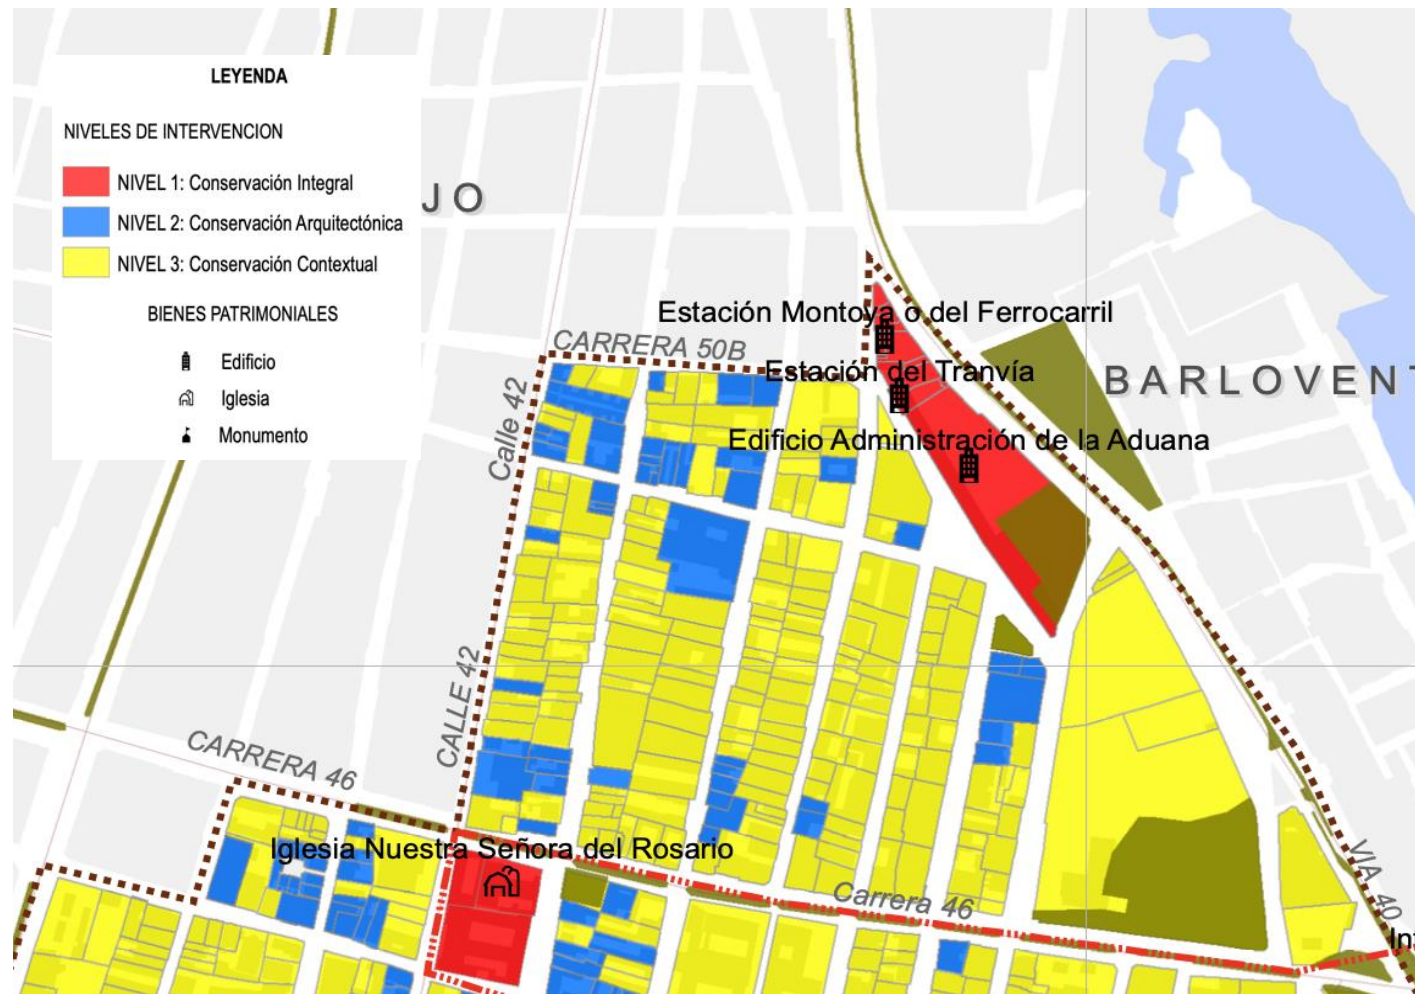 LEYENDA
NIVELES DE INTERVENCION
NIVEL 1: Conservación Integral
NIVEL 2: Conservación Arquitectónica
NIVEL 3: Conservación Contextual
BIENES PATRIMONIALES
Edificio
Iglesia
Monumento
JO
Estación Montoya o del Ferrocarril
CARRERA 50B
Estación del Tranvía
BARLOVENT
Calle 42
Edificio Administración de la Aduana
CALLE 42
CARRERA 46
Iglesia Nuestra Señora del Rosario
Carrera 46
VIA 40